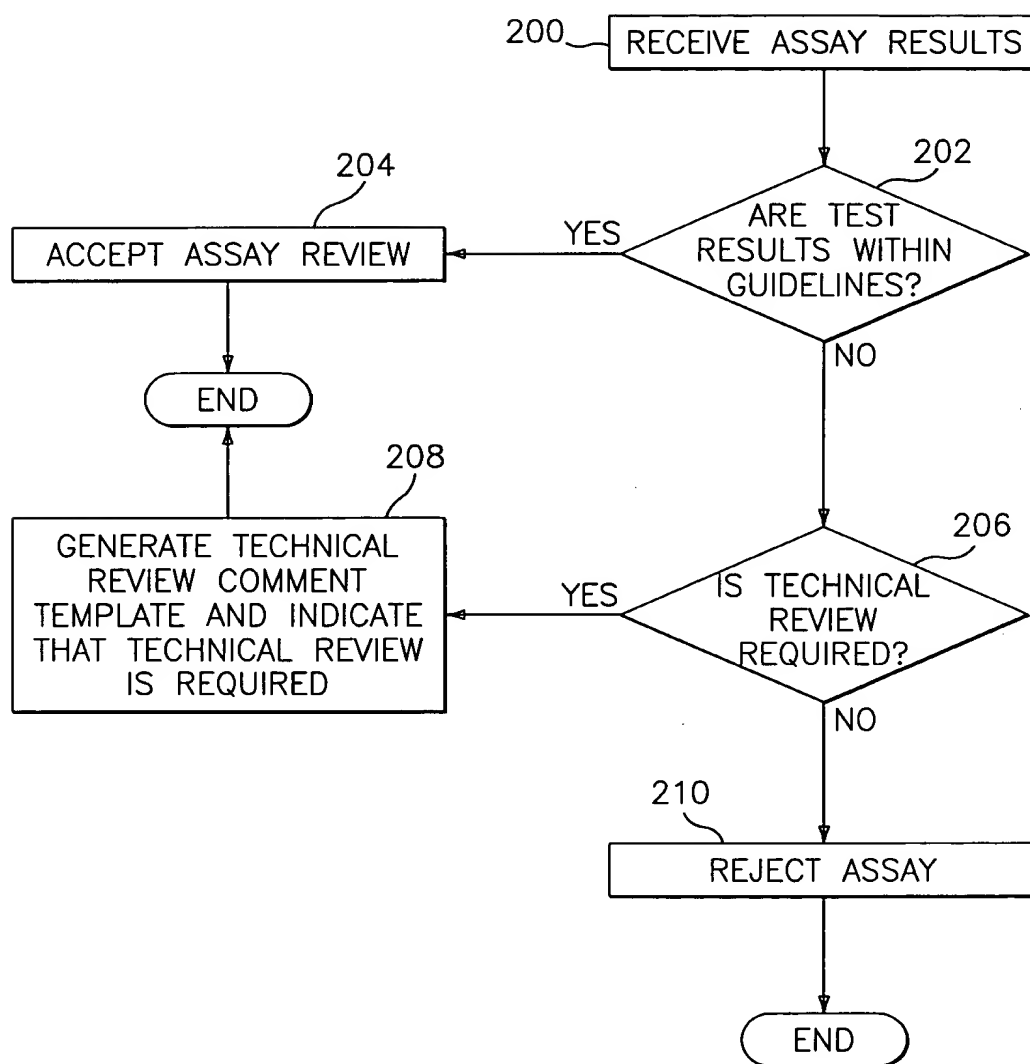 200
RECEIVE ASSAY RESULTS
202
ARE TEST
RESULTS WITHIN
GUIDELINES?
YES
204
ACCEPT ASSAY REVIEW
END
NO
206
IS TECHNICAL
REVIEW
REQUIRED?
YES
208
GENERATE TECHNICAL
REVIEW COMMENT
TEMPLATE AND INDICATE
THAT TECHNICAL REVIEW
IS REQUIRED
NO
210
REJECT ASSAY
END